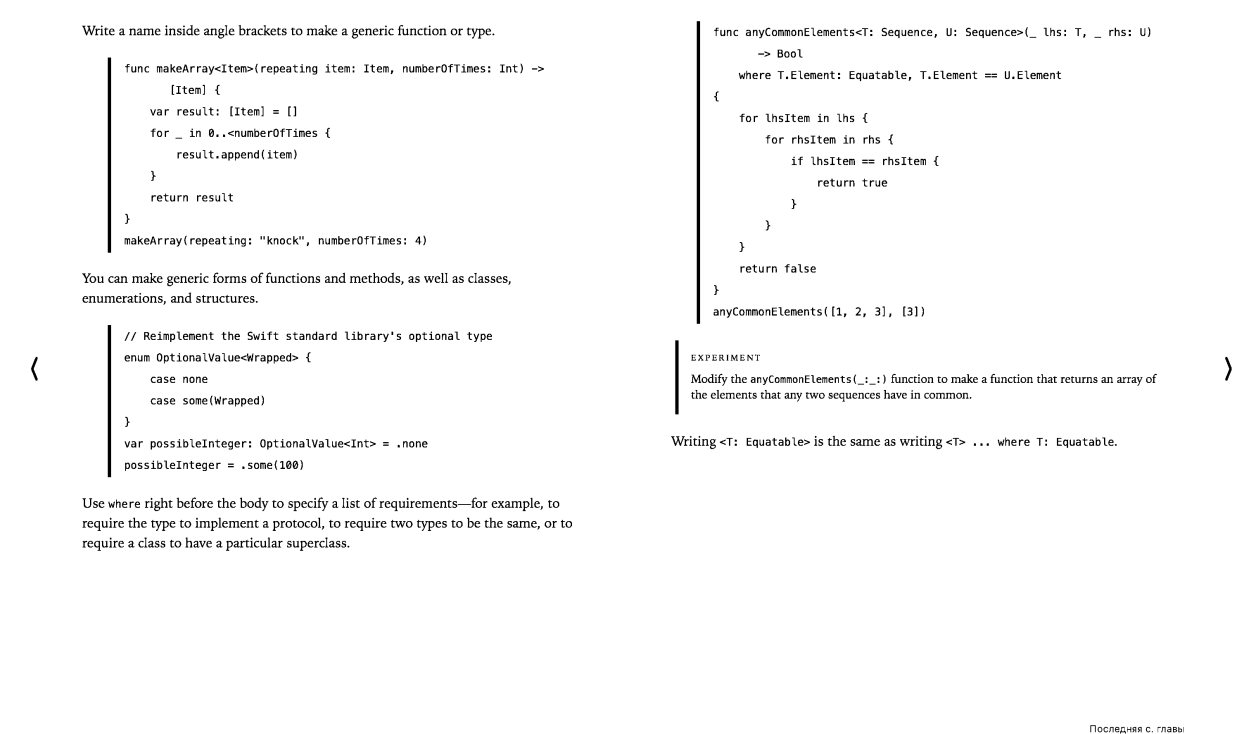 Write a name inside angle brackets to make a generic function or type.
func makeArray<Item>(repeating item: Item, numberOfTimes: Int) ->
[Item] {
var result: [Item] = []
for _ in 0..<numberOfTimes {
result.append(item)
}
return result
}
makeArray(repeating: "knock", numberOfTimes: 4)
You can make generic forms of functions and methods, as well as classes,
enumerations, and structures.
// Reimplement the Swift standard library's optional type
enum OptionalValue<Wrapped> {
case none
case some(Wrapped)
}
var possibleInteger: OptionalValue<Int> = .none
possibleInteger = .some(100)
Use where right before the body to specify a list of requirements—for example, to
require the type to implement a protocol, to require two types to be the same, or to
require a class to have a particular superclass.
func anyCommonElements<T: Sequence, U: Sequence>(_ lhs: T, _ rhs: U)
-> Bool
where T.Element: Equatable, T.Element == U.Element
{
for lhsItem in lhs {
for rhsItem in rhs {
if lhsItem == rhsItem {
return true
}
}
}
return false
}
anyCommonElements([1, 2, 3], [3])
EXPERIMENT
Modify the anyCommonElements(_:_:) function to make a function that returns an array of
the elements that any two sequences have in common.
Writing <T: Equatable> is the same as writing <T> ... where T: Equatable.
Последняя с. главы